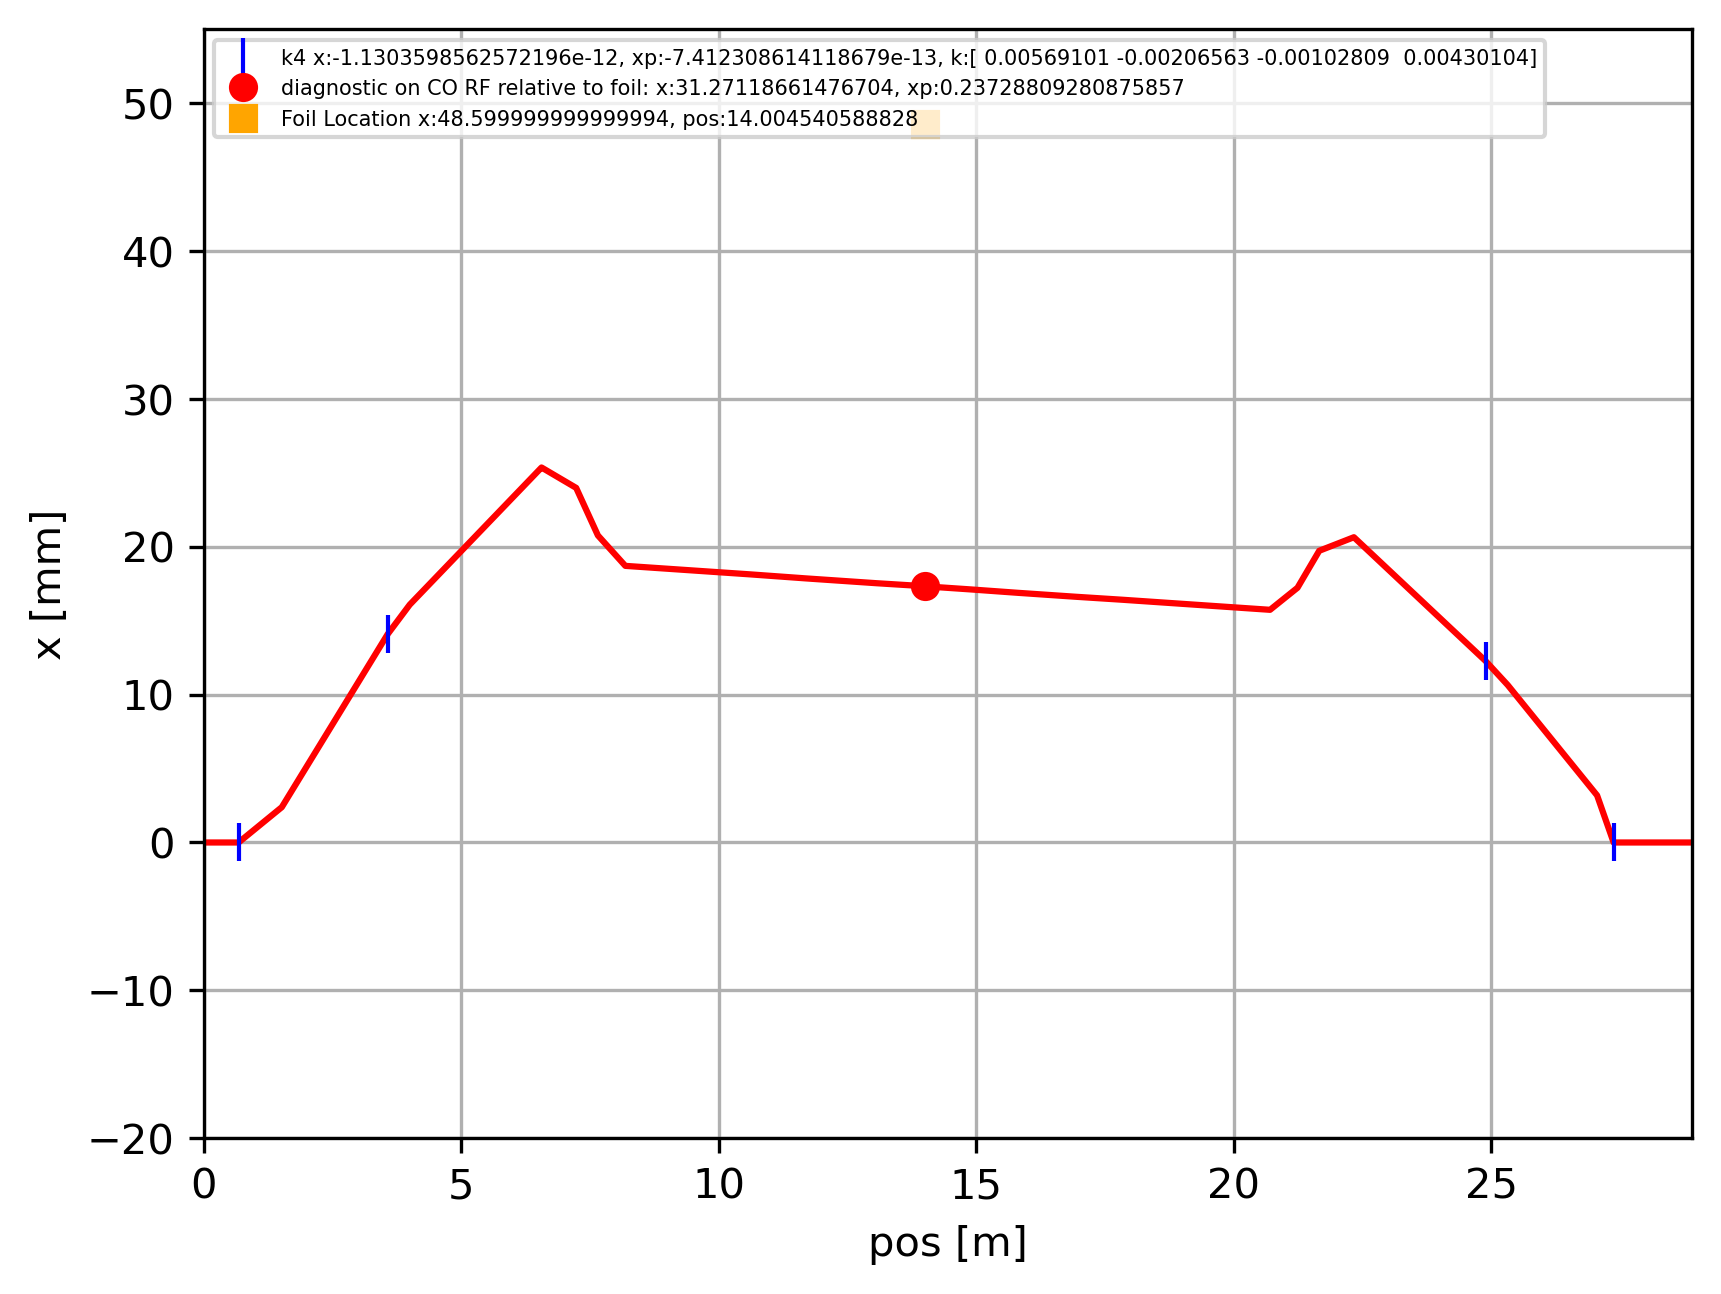 k4 x:-1.1303598562572196e-12, xp:-7.412308614118679e-13, k:[ 0.00569101 -0.00206563 -0.00102809  0.00430104]
diagnostic on CO RF relative to foil: x:31.27118661476704, xp:0.23728809280875857
Foil Location x:48.599999999999994, pos:14.004540588828
50
40
30
20
10
0
−10
−20
x [mm]
0 5 10 15 20 25
pos [m]